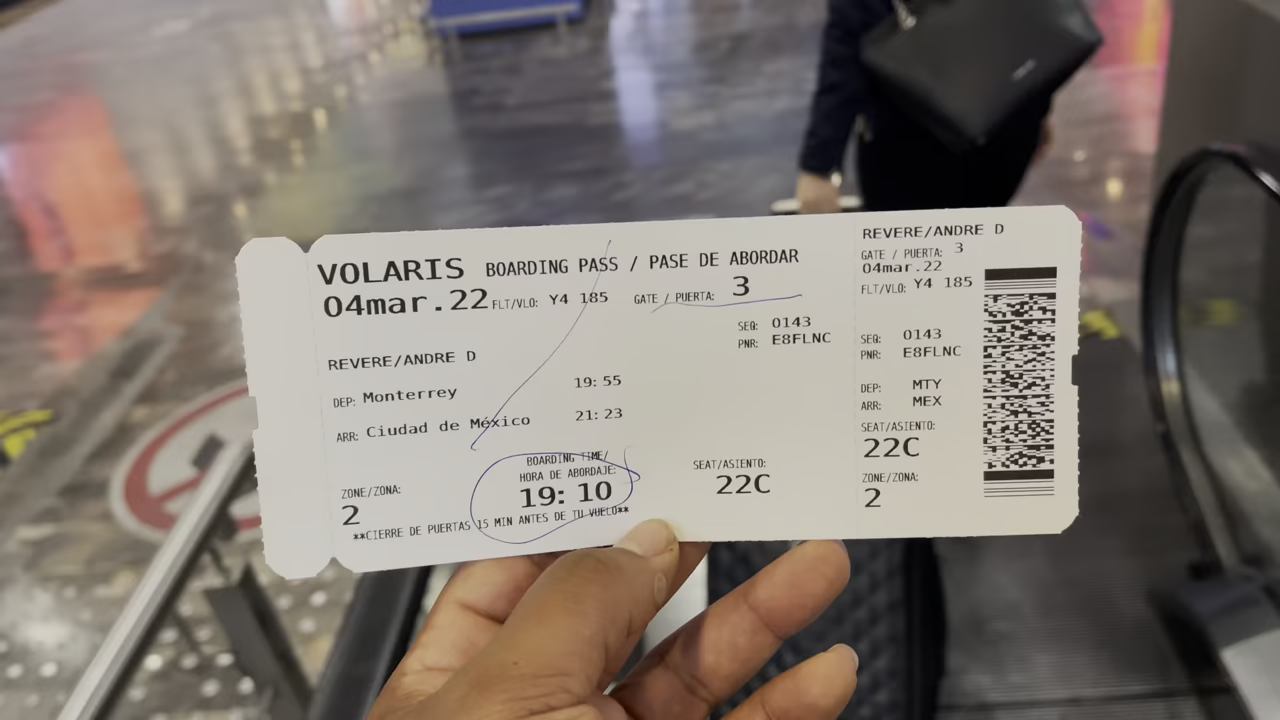 VOLARIS BOARDING PASS / PASE DE ABORDAR
04mar.22 FLT/VLO: Y4 185 GATE / PUERTA: 3
SEQ: 0143
PNR: E8FLNC
REVERE/ANDRE D
DEP: Monterrey 19:55
ARR: Ciudad de México 21:23
BOARDING TIME/
HORA DE ABORDAJE:
19:10
SEAT/ASIENTO:
22C
ZONE/ZONA:
2
**CIERRE DE PUERTAS 15 MIN ANTES DE TU VUELO**
REVERE/ANDRE D
GATE / PUERTA: 3
04mar.22
FLT/VLO: Y4 185
SEQ: 0143
PNR: E8FLNC
DEP: MTY
ARR: MEX
SEAT/ASIENTO:
22C
ZONE/ZONA:
2